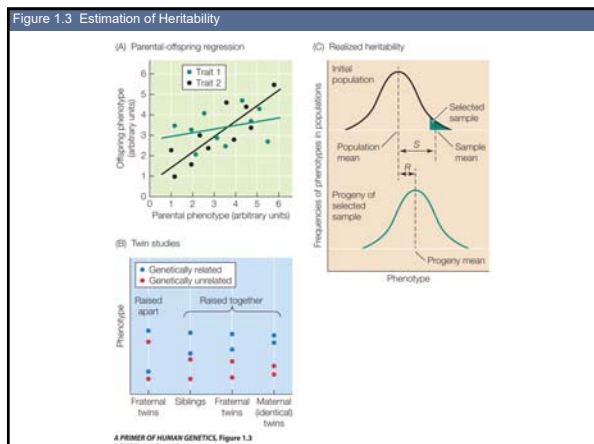 Figure 1.3 Estimation of Heritability
(A) Parental-offspring regression
Offspring phenotype
(arbitrary units)
6
5
4
3
2
1
0
Trait 1
Trait 2
0 1 2 3 4 5 6
Parental phenotype (arbitrary units)
(B) Twin studies
Phenotype
Genetically related
Genetically unrelated
Raised
apart
Raised together
Fraternal
twins
Siblings
Fraternal
twins
Maternal
(identical)
twins
(C) Realized heritability
Frequencies of phenotypes in populations
Initial
population
Selected
sample
Population
mean
S
Sample
mean
R
Progeny of
selected
sample
Progeny mean
Phenotype
A PRIMER OF HUMAN GENETICS, Figure 1.3